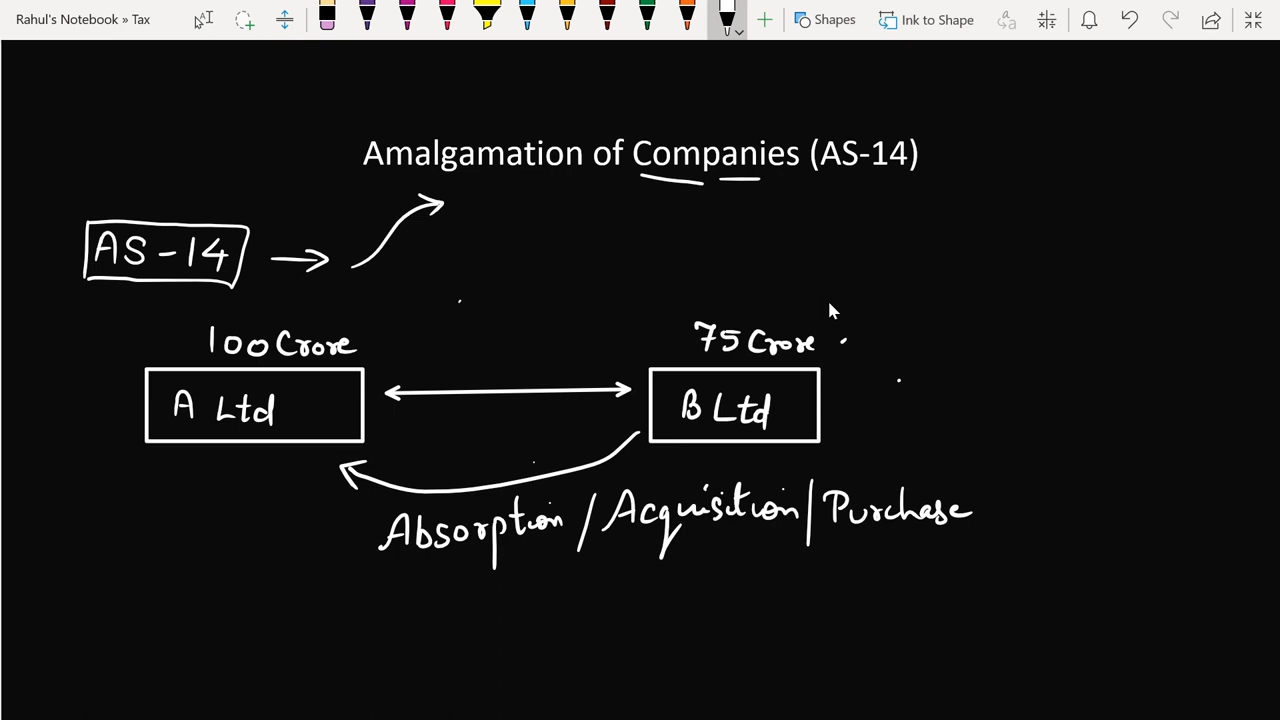 Rahul's Notebook » Tax
Shapes
Ink to Shape
Amalgamation of Companies (AS-14)
AS-14
100 Crore
75 Crore
A Ltd
B Ltd
Absorption / Acquisition / Purchase